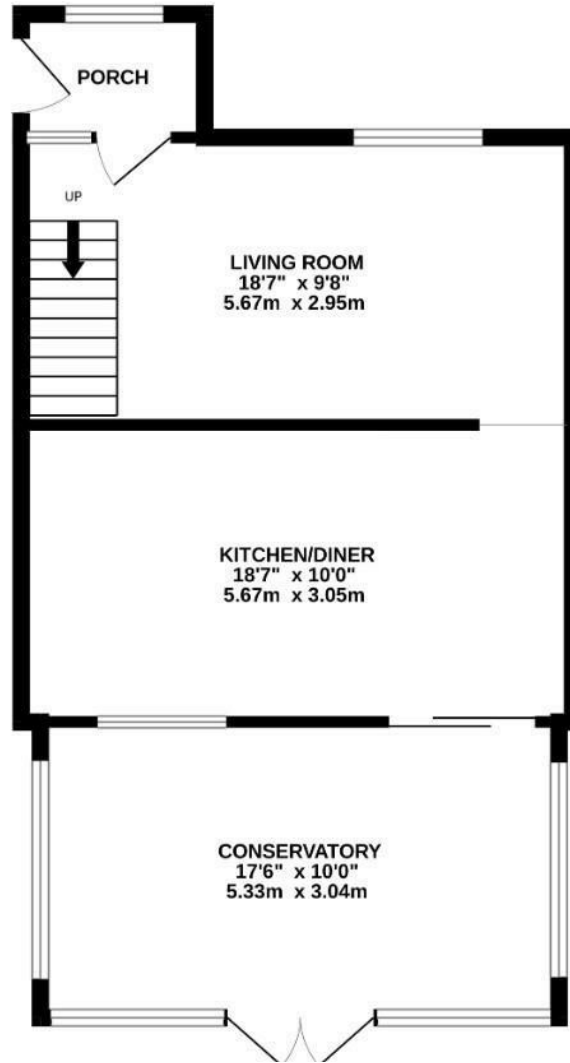 PORCH
UP
LIVING ROOM
18'7" x 9'8"
5.67m x 2.95m
KITCHEN/DINER
18'7" x 10'0"
5.67m x 3.05m
CONSERVATORY
17'6" x 10'0"
5.33m x 3.04m